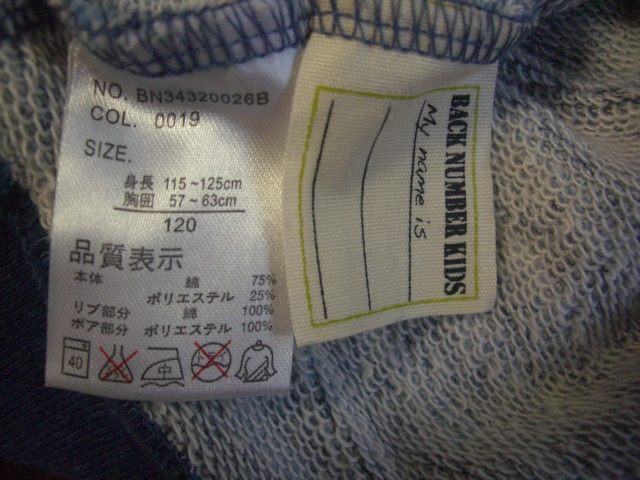 NO. BN34320026B
COL. 0019
SIZE.
身長 115~125cm
胸囲 57~63cm
120
品質表示
本体 綿 75%
ポリエステル 25%
リブ部分 綿 100%
ボア部分 ポリエステル 100%
40
中
BACK NUMBER KIDS
My name is